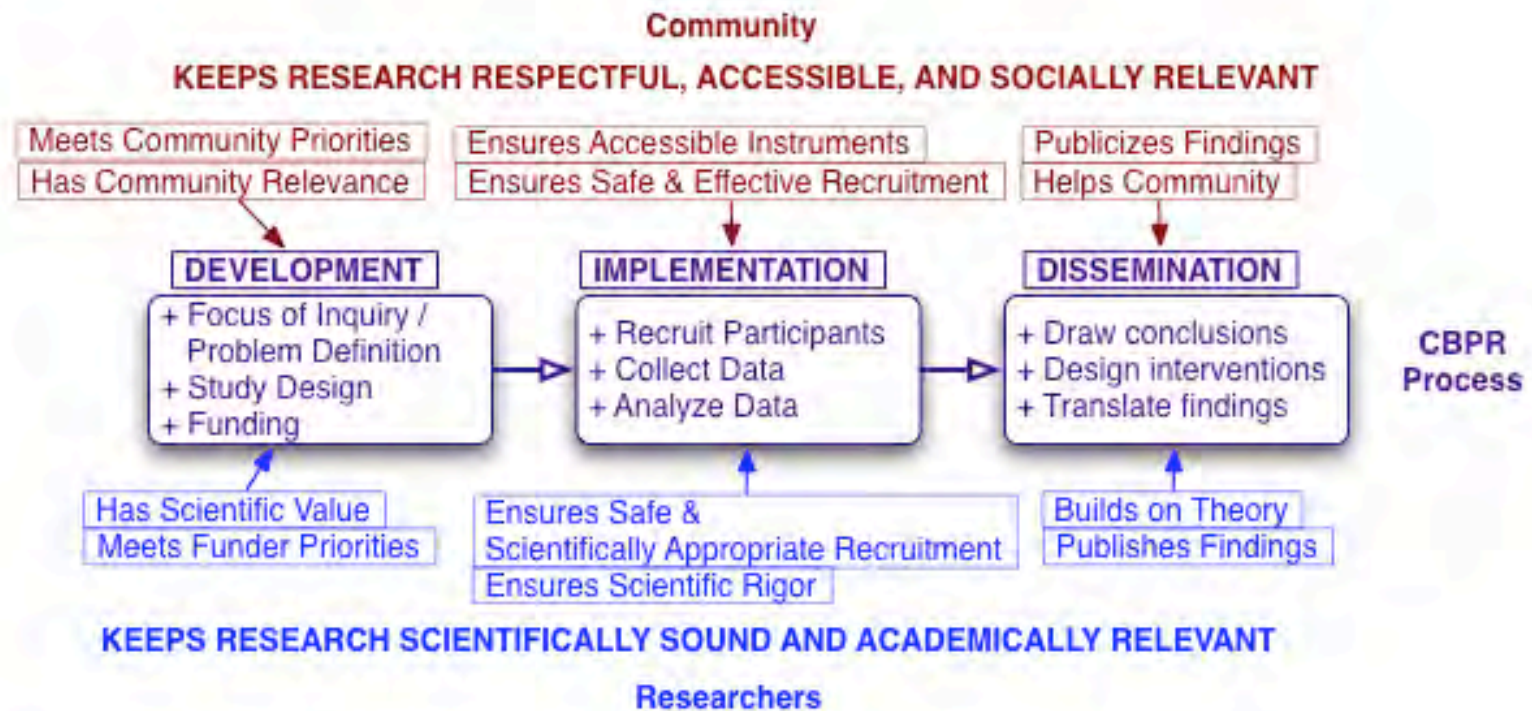 Community
KEEPS RESEARCH RESPECTFUL, ACCESSIBLE, AND SOCIALLY RELEVANT
Meets Community Priorities
Has Community Relevance
Ensures Accessible Instruments
Ensures Safe & Effective Recruitment
Publicizes Findings
Helps Community
DEVELOPMENT
+ Focus of Inquiry /
Problem Definition
+ Study Design
+ Funding
IMPLEMENTATION
+ Recruit Participants
+ Collect Data
+ Analyze Data
DISSEMINATION
+ Draw conclusions
+ Design interventions
+ Translate findings
CBPR
Process
Has Scientific Value
Meets Funder Priorities
Ensures Safe &
Scientifically Appropriate Recruitment
Ensures Scientific Rigor
Builds on Theory
Publishes Findings
KEEPS RESEARCH SCIENTIFICALLY SOUND AND ACADEMICALLY RELEVANT
Researchers